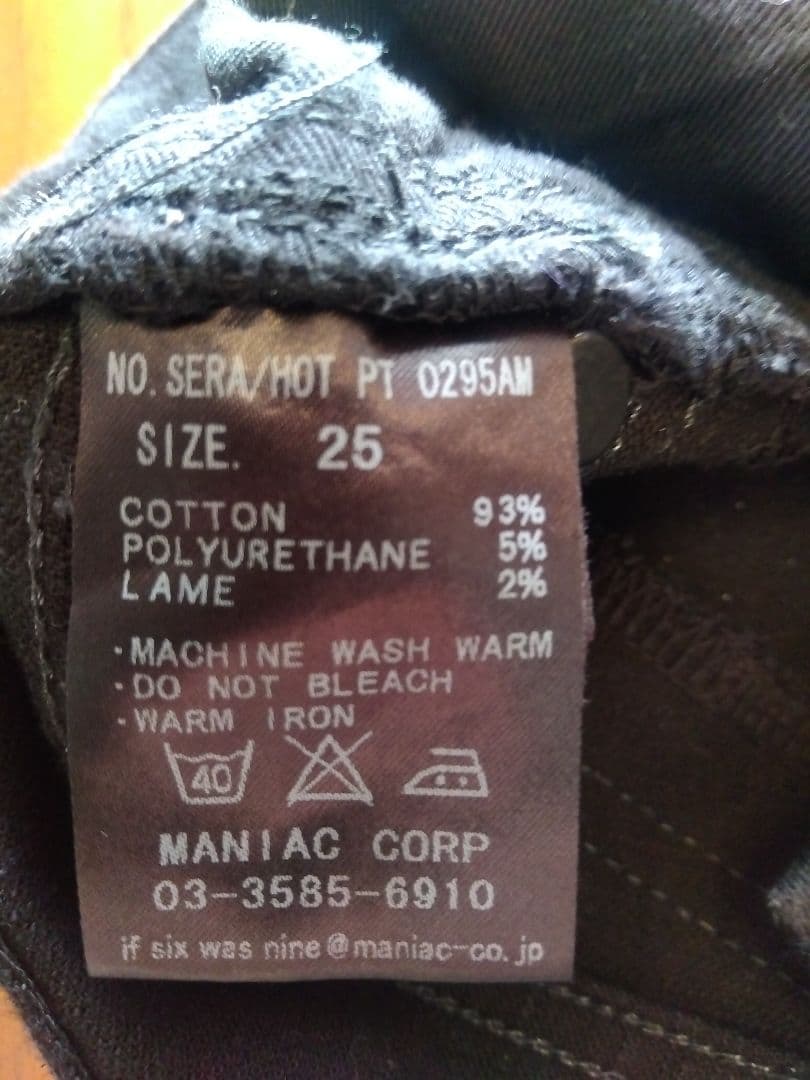 NO. SERA/HOT PT 0295AM
SIZE. 25
COTTON 93%
POLYURETHANE 5%
LAME 2%
·MACHINE WASH WARM
·DO NOT BLEACH
·WARM IRON
40
MANIAC CORP
03-3585-6910
if six was nine@maniac-co.jp